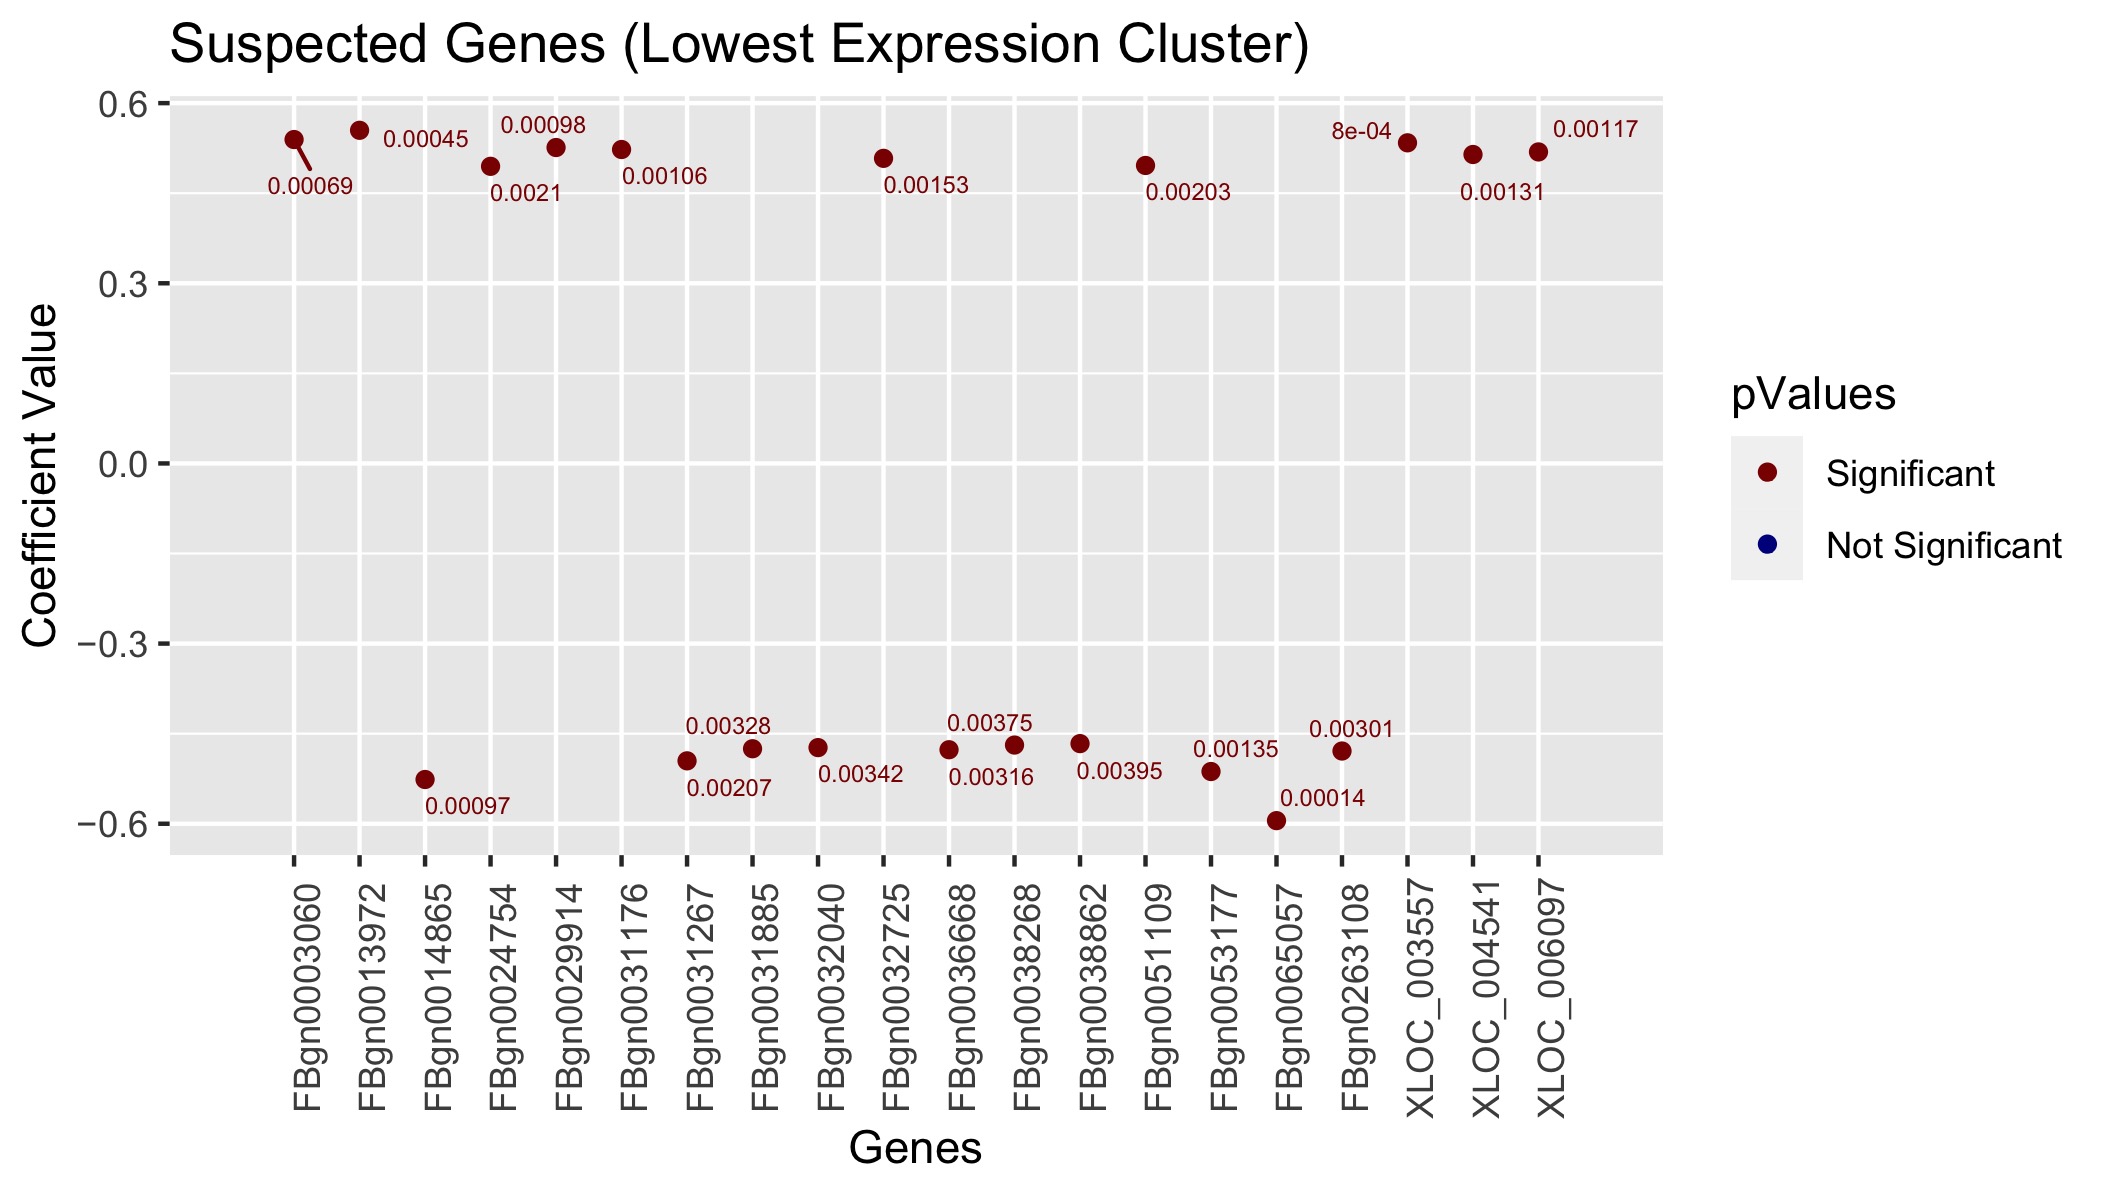 Suspected Genes (Lowest Expression Cluster)
Coefficient Value
0.6
0.3
0.0
−0.3
−0.6
0.00069
0.00045
0.0021
0.00098
0.00106
0.00153
0.00203
8e-04
0.00131
0.00117
0.00097
0.00328
0.00207
0.00342
0.00375
0.00316
0.00395
0.00135
0.00014
0.00301
FBgn0003060
FBgn0013972
FBgn0014865
FBgn0024754
FBgn0029914
FBgn0031176
FBgn0031267
FBgn0031885
FBgn0032040
FBgn0032725
FBgn0036668
FBgn0038268
FBgn0038862
FBgn0051109
FBgn0053177
FBgn0065057
FBgn0263108
XLOC_003557
XLOC_004541
XLOC_006097
Genes
pValues
Significant
Not Significant